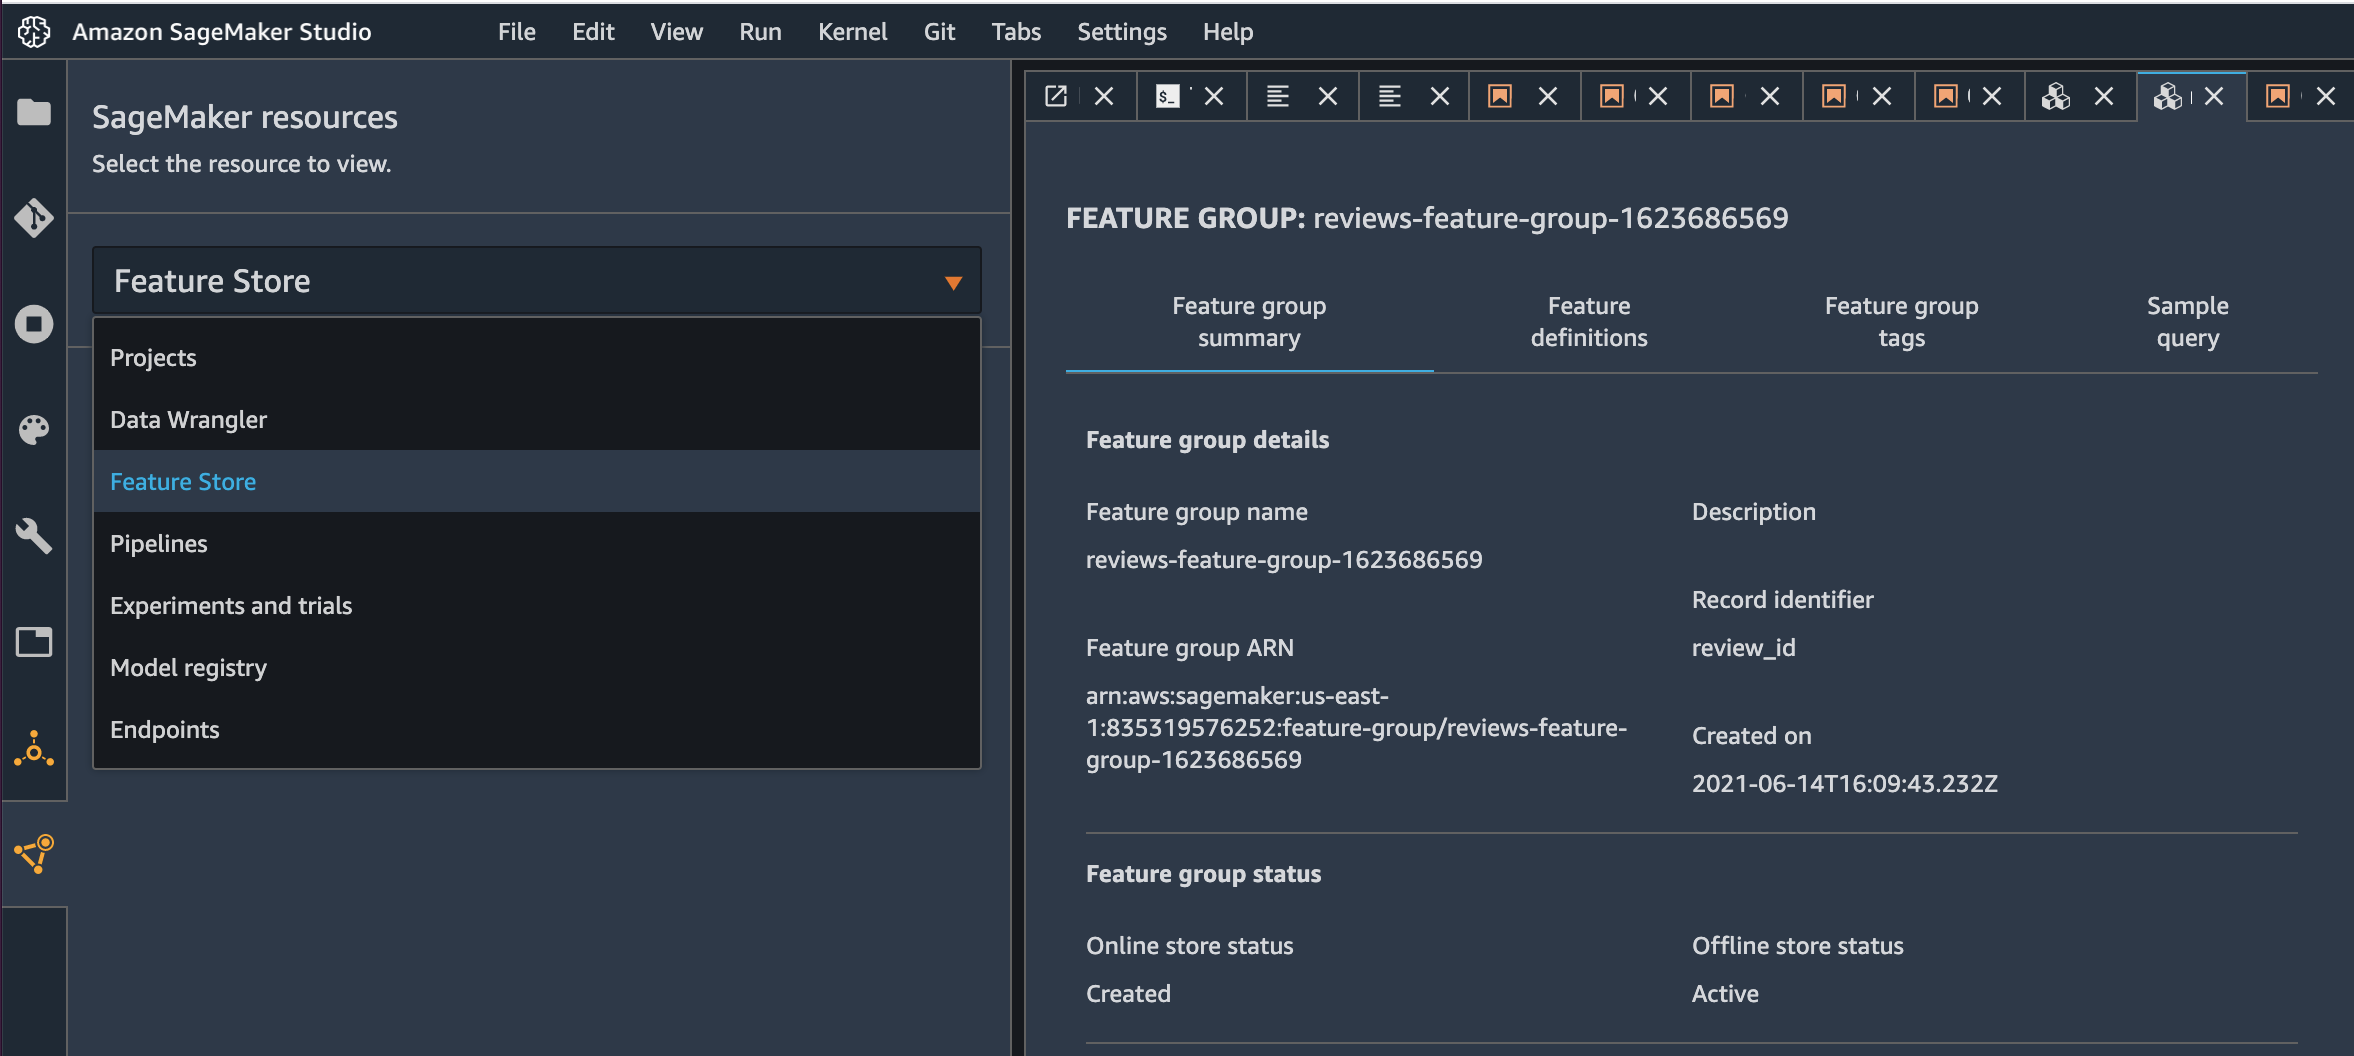 Amazon SageMaker Studio
File Edit View Run Kernel Git Tabs Settings Help
SageMaker resources
Select the resource to view.
Feature Store
Projects
Data Wrangler
Feature Store
Pipelines
Experiments and trials
Model registry
Endpoints
$_
FEATURE GROUP: reviews-feature-group-1623686569
Feature group
summary
Feature
definitions
Feature group
tags
Sample
query
Feature group details
Feature group name
reviews-feature-group-1623686569
Feature group ARN
arn:aws:sagemaker:us-east-
1:835319576252:feature-group/reviews-feature-
group-1623686569
Description
Record identifier
review_id
Created on
2021-06-14T16:09:43.232Z
Feature group status
Online store status
Created
Offline store status
Active